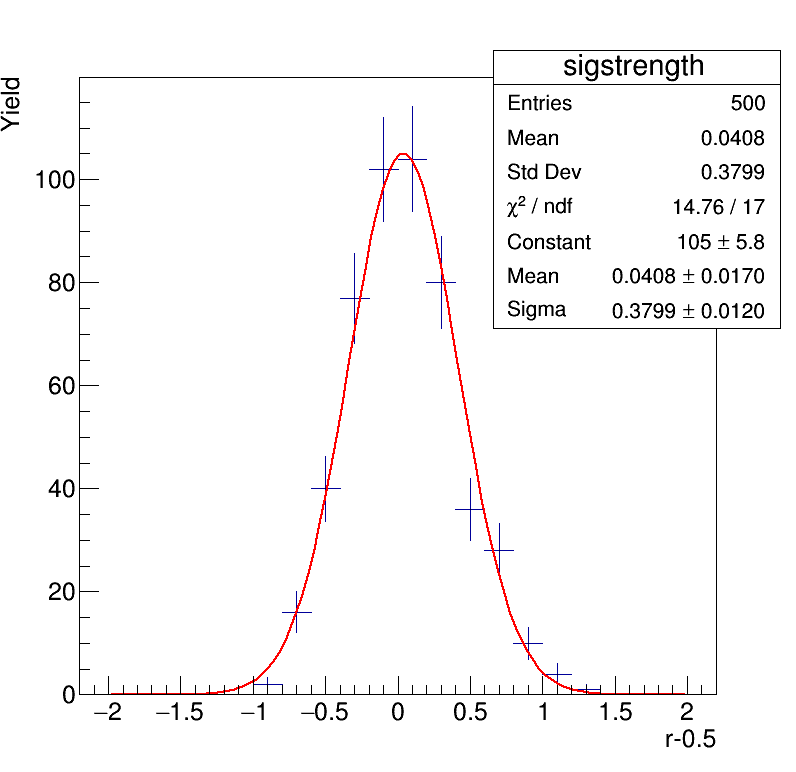 sigstrength
Entries 500
Mean 0.0408
Std Dev 0.3799
χ² / ndf 14.76 / 17
Constant 105 ± 5.8
Mean 0.0408 ± 0.0170
Sigma 0.3799 ± 0.0120
Yield
100
80
60
40
20
0
−2 −1.5 −1 −0.5 0 0.5 1 1.5 2
r-0.5